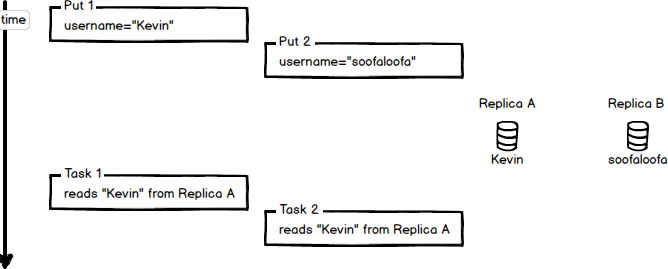 Put 1
time
username="Kevin"
Put 2
username="soofaloofa"
Replica A
Replica B
Kevin
soofaloofa
Task 1
reads "Kevin" from Replica A
Task 2
reads "Kevin" from Replica A